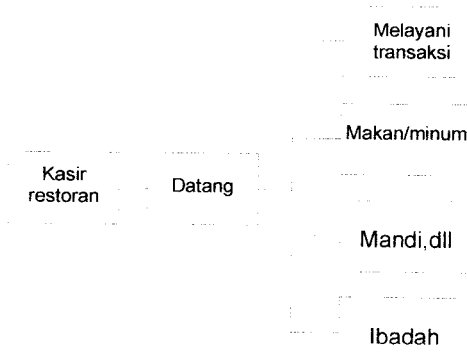 Melayani
transaksi
Makan/minum
Kasir
restoran
Datang
Mandi,dll
Ibadah